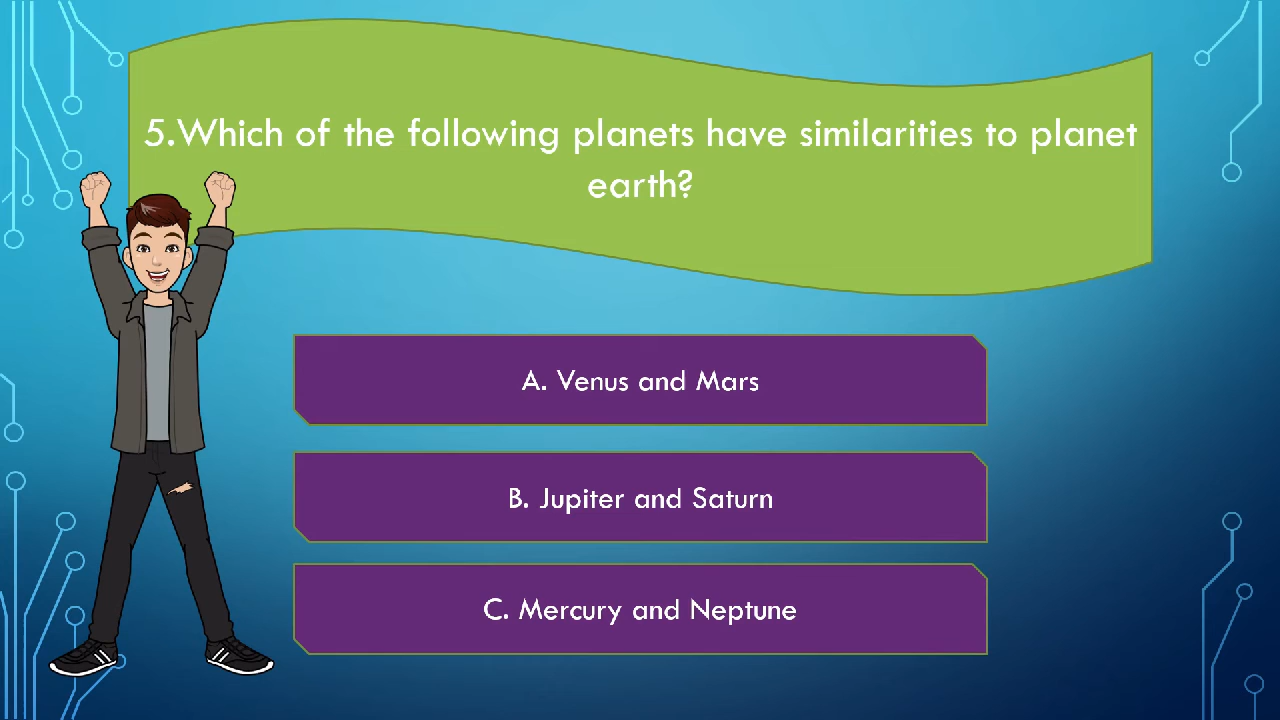 5.Which of the following planets have similarities to planet
earth?
A. Venus and Mars
B. Jupiter and Saturn
C. Mercury and Neptune